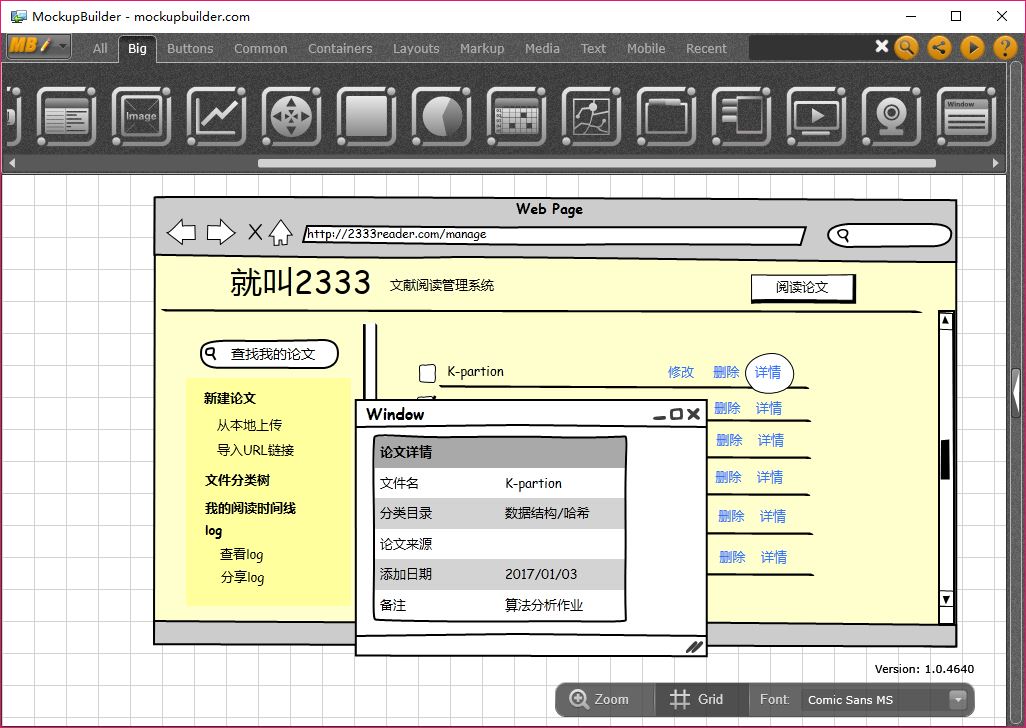 MockupBuilder - mockupbuilder.com
MB All Big Buttons Common Containers Layouts Markup Media Text Mobile Recent
Image
Window
Web Page
http://2333reader.com/manage
就叫2333 文献阅读管理系统 阅读论文
查找我的论文
K-partion 修改 删除 详情
新建论文
从本地上传
导入URL链接
文件分类树
我的阅读时间线
log
查看log
分享log
删除 详情
删除 详情
删除 详情
删除 详情
删除 详情
Window
论文详情
文件名 K-partion
分类目录 数据结构/哈希
论文来源
添加日期 2017/01/03
备注 算法分析作业
Version: 1.0.4640
Zoom Grid Font: Comic Sans MS